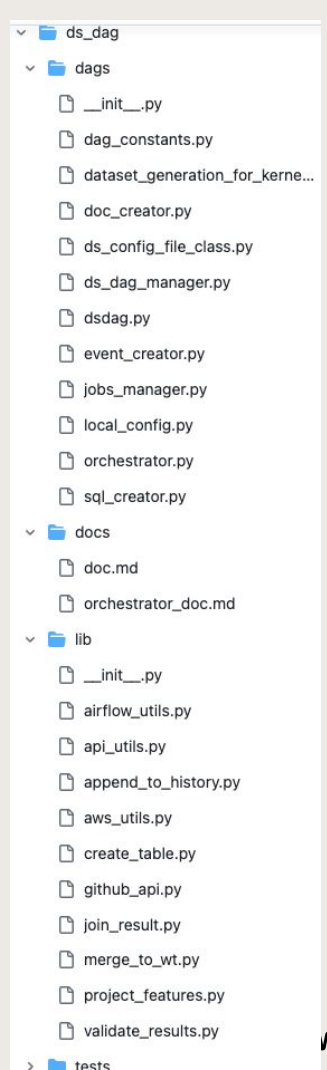 ds_dag
dags
__init__.py
dag_constants.py
dataset_generation_for_kerne...
doc_creator.py
ds_config_file_class.py
ds_dag_manager.py
dsdag.py
event_creator.py
jobs_manager.py
local_config.py
orchestrator.py
sql_creator.py
docs
doc.md
orchestrator_doc.md
lib
__init__.py
airflow_utils.py
api_utils.py
append_to_history.py
aws_utils.py
create_table.py
github_api.py
join_result.py
merge_to_wt.py
project_features.py
validate_results.py
tests